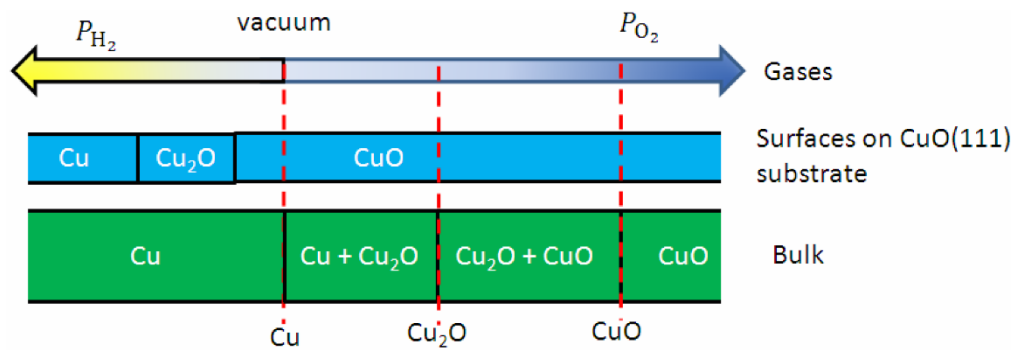 P_H₂ vacuum P_O₂
Gases
Cu Cu₂O CuO Surfaces on CuO(111)
substrate
Cu Cu + Cu₂O Cu₂O + CuO CuO Bulk
Cu Cu₂O CuO